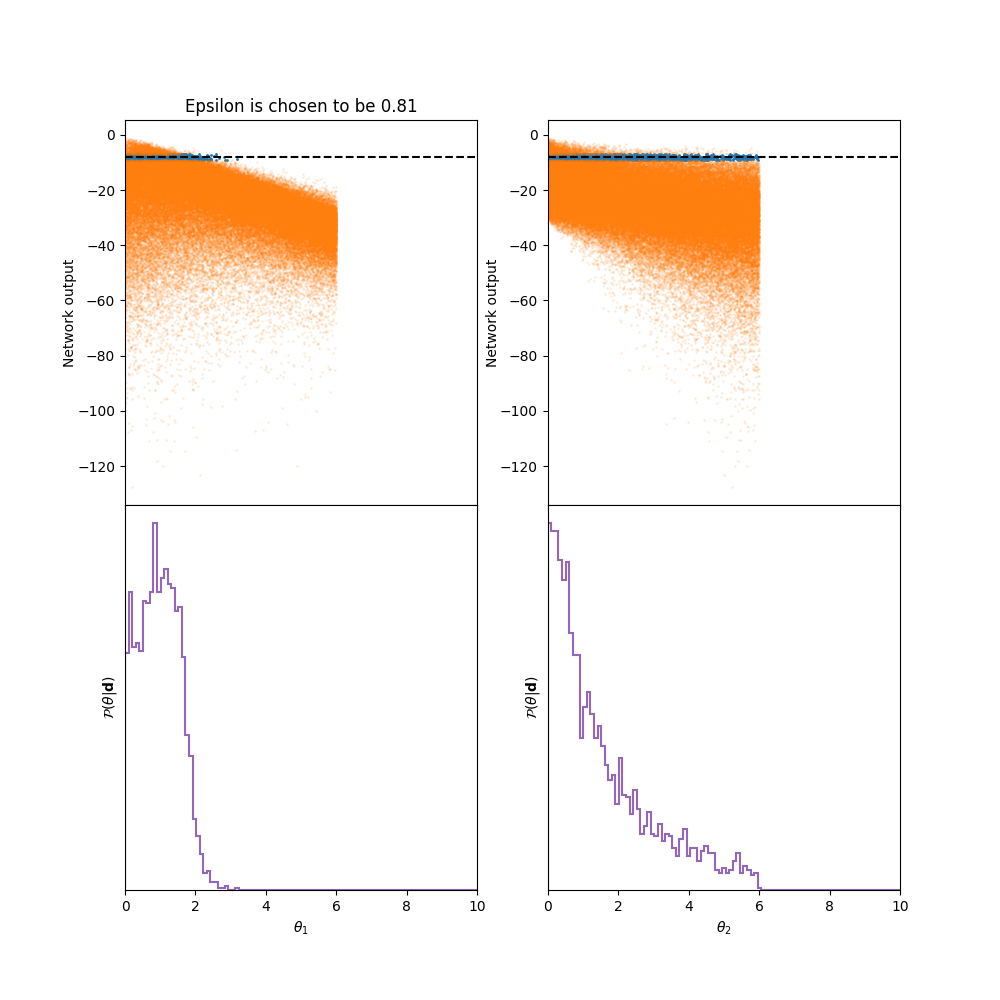 Epsilon is chosen to be 0.81
0
−20
−40
−60
−80
−100
−120
Network output
0
−20
−40
−60
−80
−100
−120
Network output
𝒫(θ|𝐝)
0 2 4 6 8 10
θ₁
𝒫(θ|𝐝)
0 2 4 6 8 10
θ₂